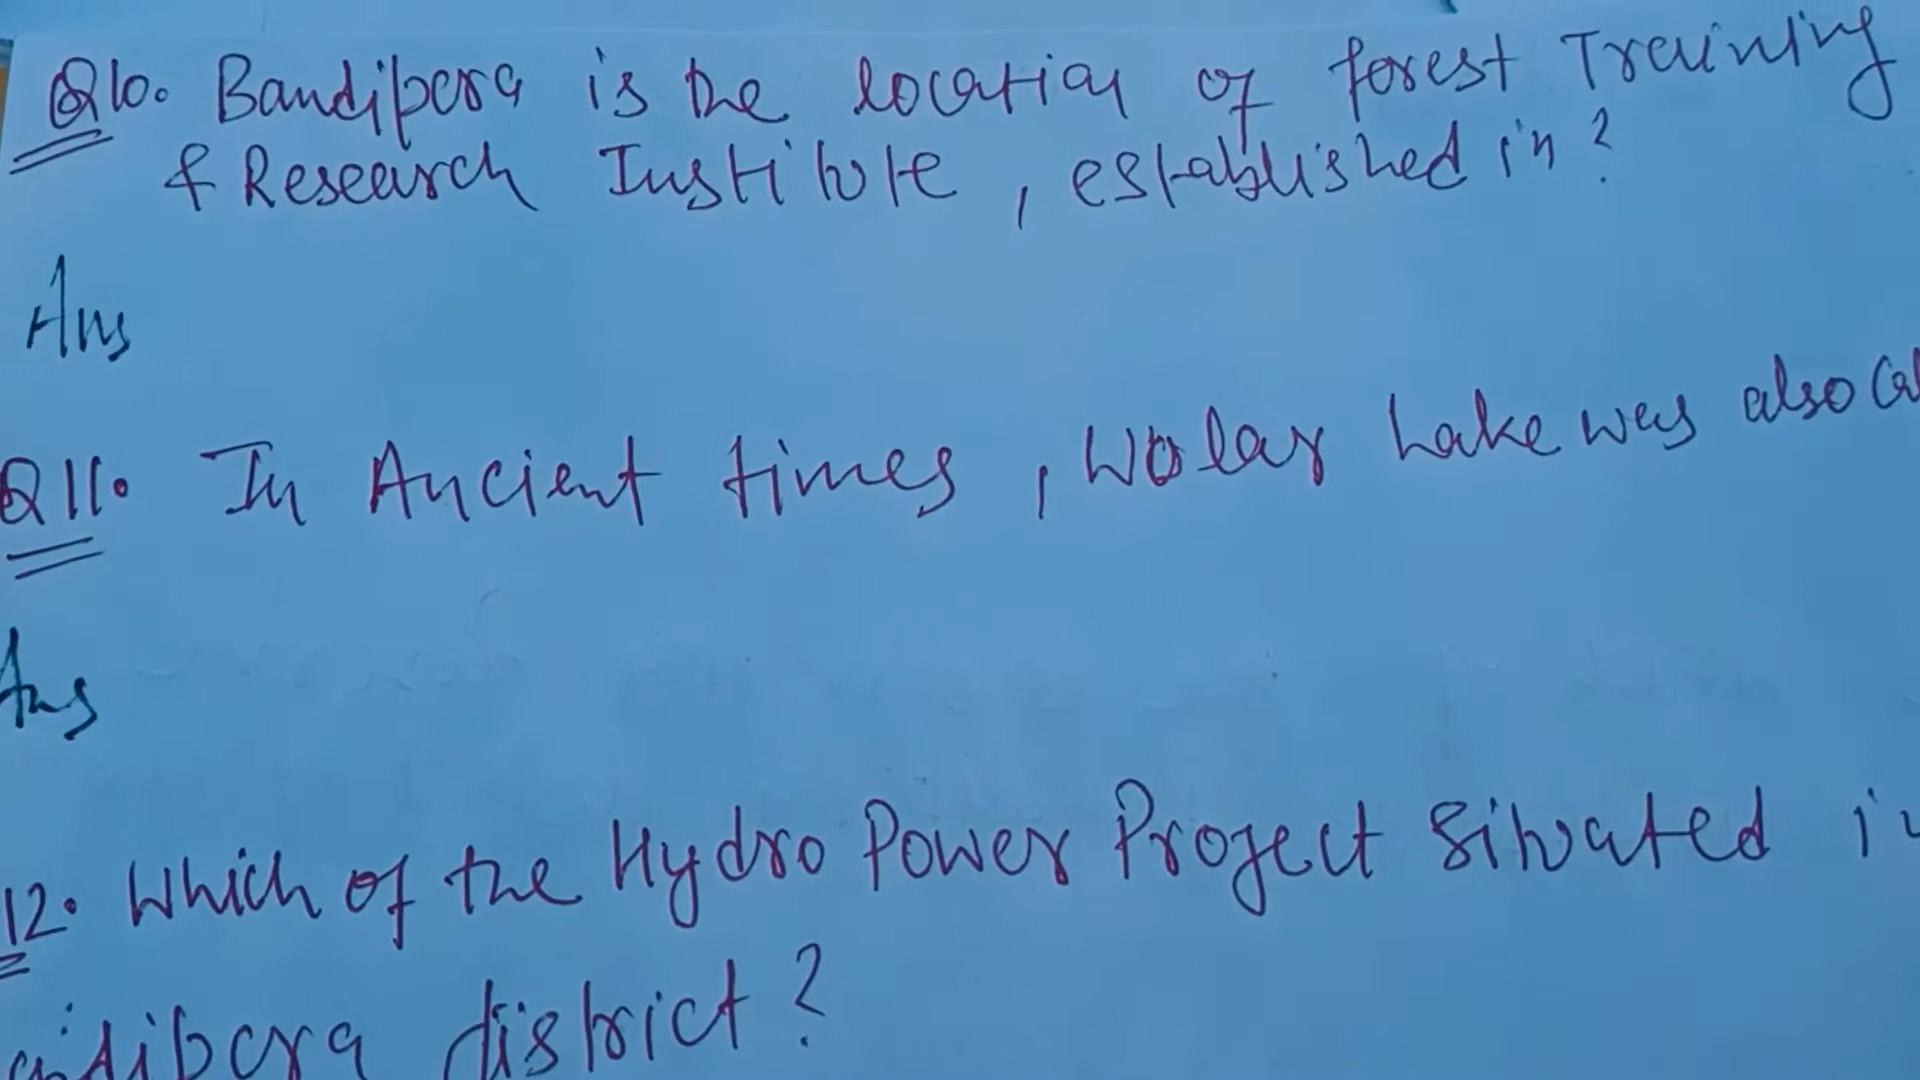 Q10. Bandipora is the location of forest Training
& Research Institute, established in?
Ans
Q11. In Ancient times, Wolar Lake was also
Ans
12. Which of the Hydro Power Project Situated in
district?